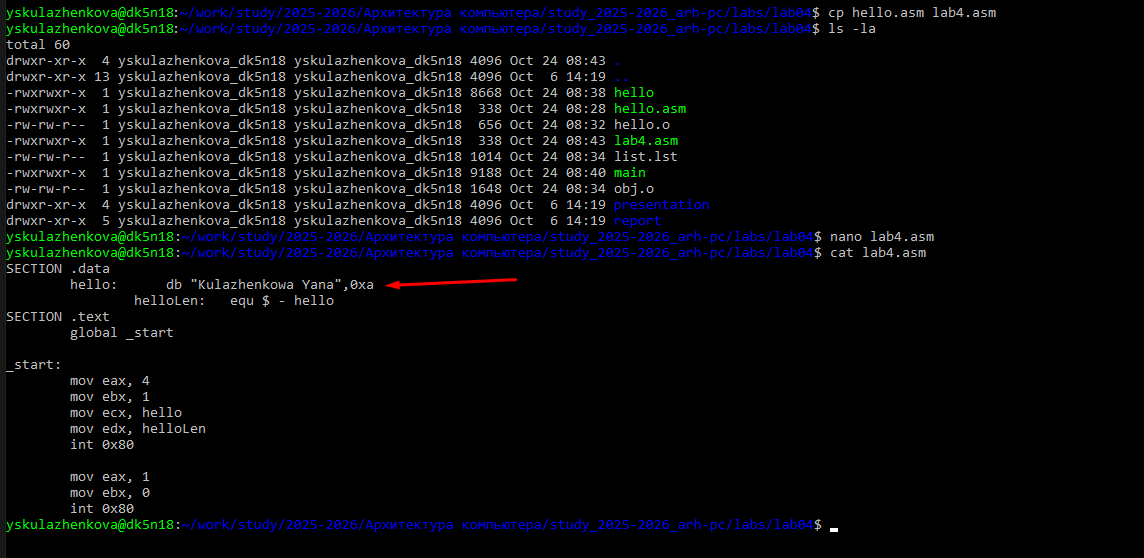 yskulazhenkova@dk5n18:~/work/study/2025-2026/Архитектура компьютера/study_2025-2026_arh-pc/labs/lab04$ cp hello.asm lab4.asm
yskulazhenkova@dk5n18:~/work/study/2025-2026/Архитектура компьютера/study_2025-2026_arh-pc/labs/lab04$ ls -la
total 60
drwxr-xr-x  4 yskulazhenkova_dk5n18 yskulazhenkova_dk5n18 4096 Oct 24 08:43 .
drwxr-xr-x 13 yskulazhenkova_dk5n18 yskulazhenkova_dk5n18 4096 Oct  6 14:19 ..
-rwxrwxr-x  1 yskulazhenkova_dk5n18 yskulazhenkova_dk5n18 8668 Oct 24 08:38 hello
-rwxrwxr-x  1 yskulazhenkova_dk5n18 yskulazhenkova_dk5n18  338 Oct 24 08:28 hello.asm
-rw-rw-r--  1 yskulazhenkova_dk5n18 yskulazhenkova_dk5n18  656 Oct 24 08:32 hello.o
-rwxrwxr-x  1 yskulazhenkova_dk5n18 yskulazhenkova_dk5n18  338 Oct 24 08:43 lab4.asm
-rw-rw-r--  1 yskulazhenkova_dk5n18 yskulazhenkova_dk5n18 1014 Oct 24 08:34 list.lst
-rwxrwxr-x  1 yskulazhenkova_dk5n18 yskulazhenkova_dk5n18 9188 Oct 24 08:40 main
-rw-rw-r--  1 yskulazhenkova_dk5n18 yskulazhenkova_dk5n18 1648 Oct 24 08:34 obj.o
drwxr-xr-x  4 yskulazhenkova_dk5n18 yskulazhenkova_dk5n18 4096 Oct  6 14:19 presentation
drwxr-xr-x  5 yskulazhenkova_dk5n18 yskulazhenkova_dk5n18 4096 Oct  6 14:19 report
yskulazhenkova@dk5n18:~/work/study/2025-2026/Архитектура компьютера/study_2025-2026_arh-pc/labs/lab04$ nano lab4.asm
yskulazhenkova@dk5n18:~/work/study/2025-2026/Архитектура компьютера/study_2025-2026_arh-pc/labs/lab04$ cat lab4.asm
SECTION .data
        hello:      db "Kulazhenkowa Yana",0xa
                helloLen:   equ $ - hello
SECTION .text
        global _start
_start:
        mov eax, 4
        mov ebx, 1
        mov ecx, hello
        mov edx, helloLen
        int 0x80
        mov eax, 1
        mov ebx, 0
        int 0x80
yskulazhenkova@dk5n18:~/work/study/2025-2026/Архитектура компьютера/study_2025-2026_arh-pc/labs/lab04$